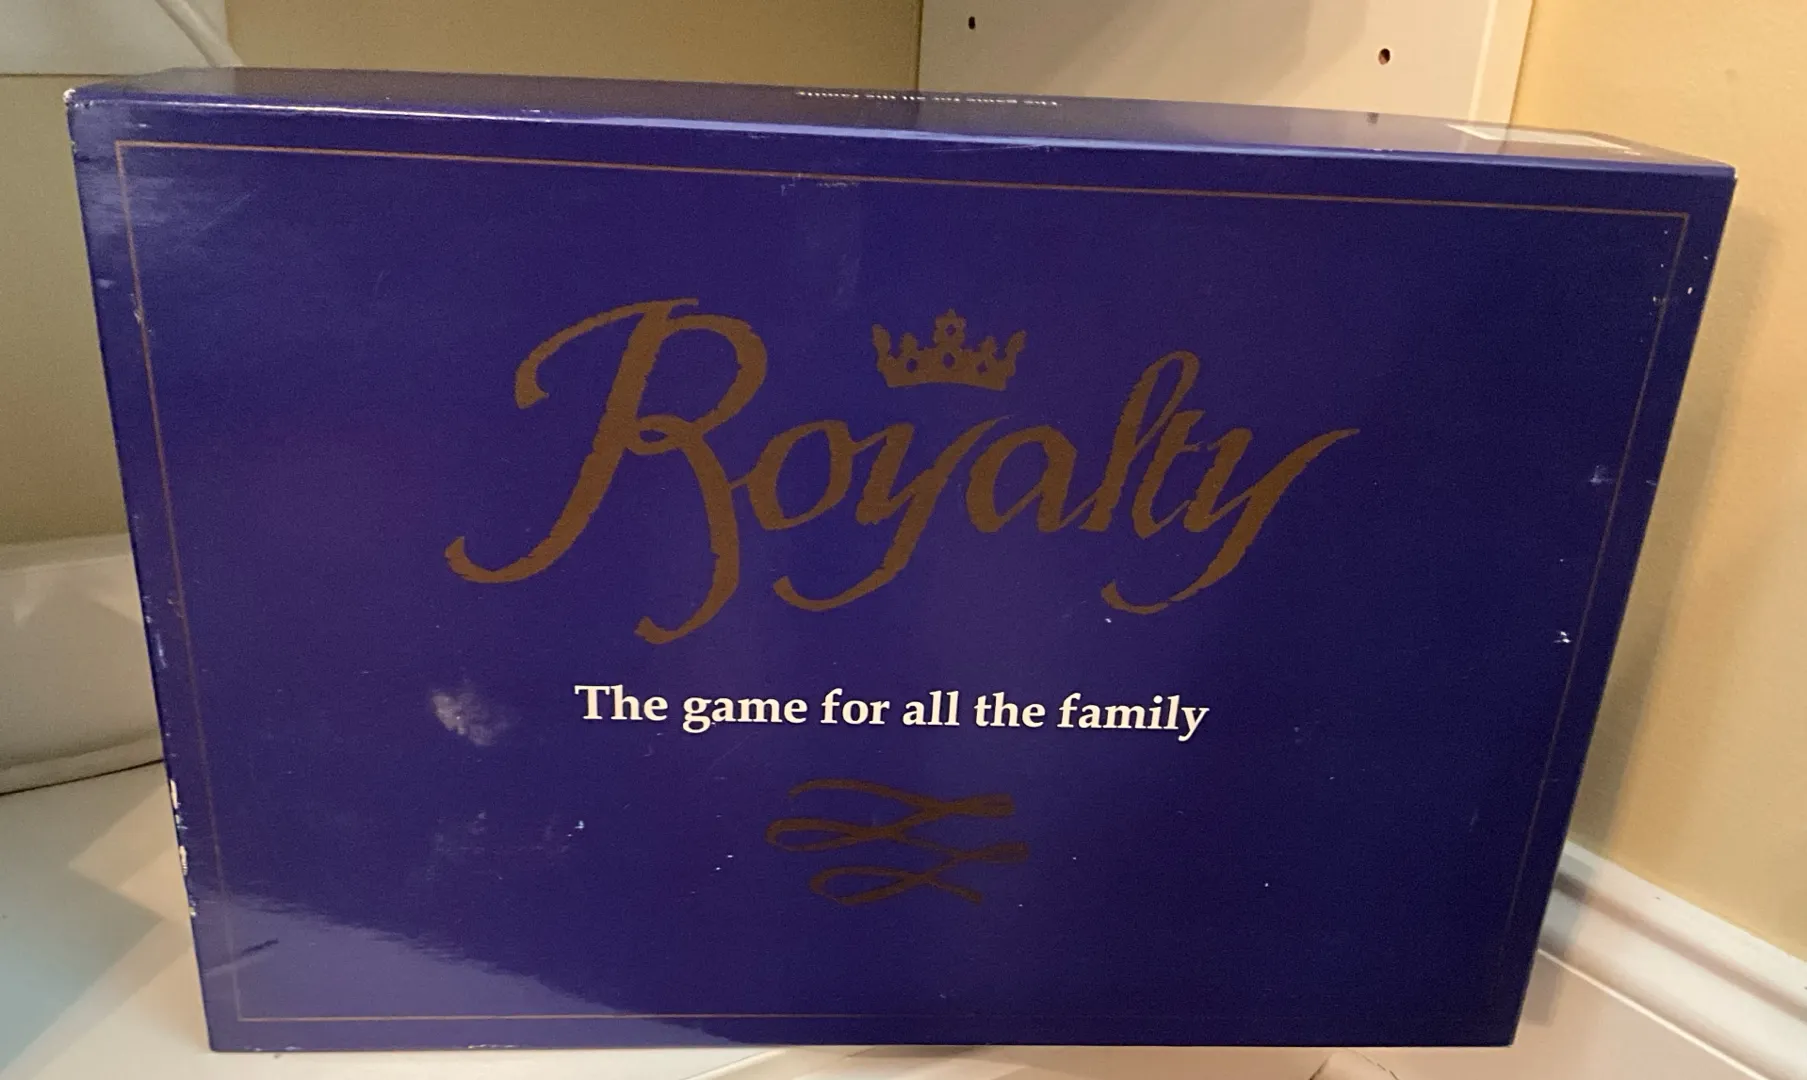 Royalty
The game for all the family